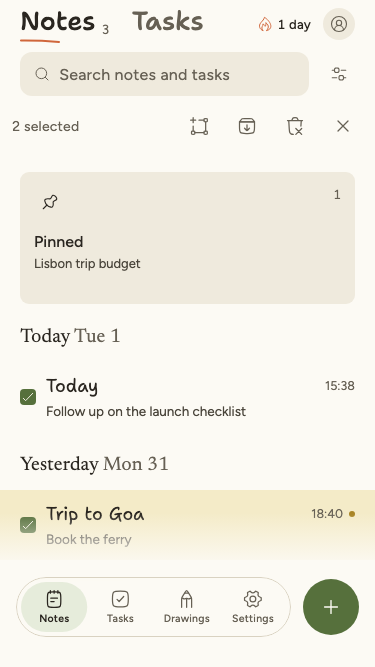 Notes 3 Tasks 1 day
Search notes and tasks
2 selected
1
Pinned
Lisbon trip budget
Today Tue 1
Today 15:38
Follow up on the launch checklist
Yesterday Mon 31
Trip to Goa 18:40
Book the ferry
Notes Tasks Drawings Settings